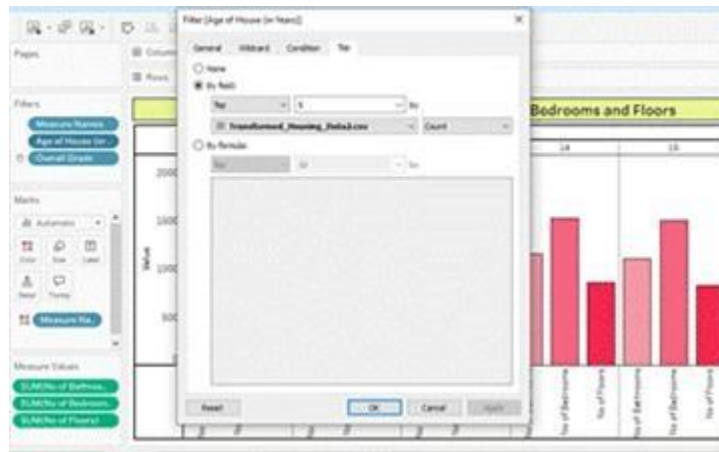 Filter [Age of House (in Years)]
General Wildcard Condition Top
None
By field:
Top 5 by
Transformed_Housing_Data2.csv Count
By formula:
Top 10 by
Reset OK Cancel Apply
Pages
Columns
Rows
Filters
Measure Names
Age of House (in ..
Overall Grade
Marks
Automatic
Color Size Label
Detail Tooltip
Measure Na..
Measure Values
SUM(No of Bathroo..
SUM(No of Bedroom..
SUM(No of Floors)
Bedrooms and Floors
14 15
Value
2000
1500
1000
500
No of Bedrooms
No of Floors
No of Bathrooms
No of Bedrooms
No of Floors